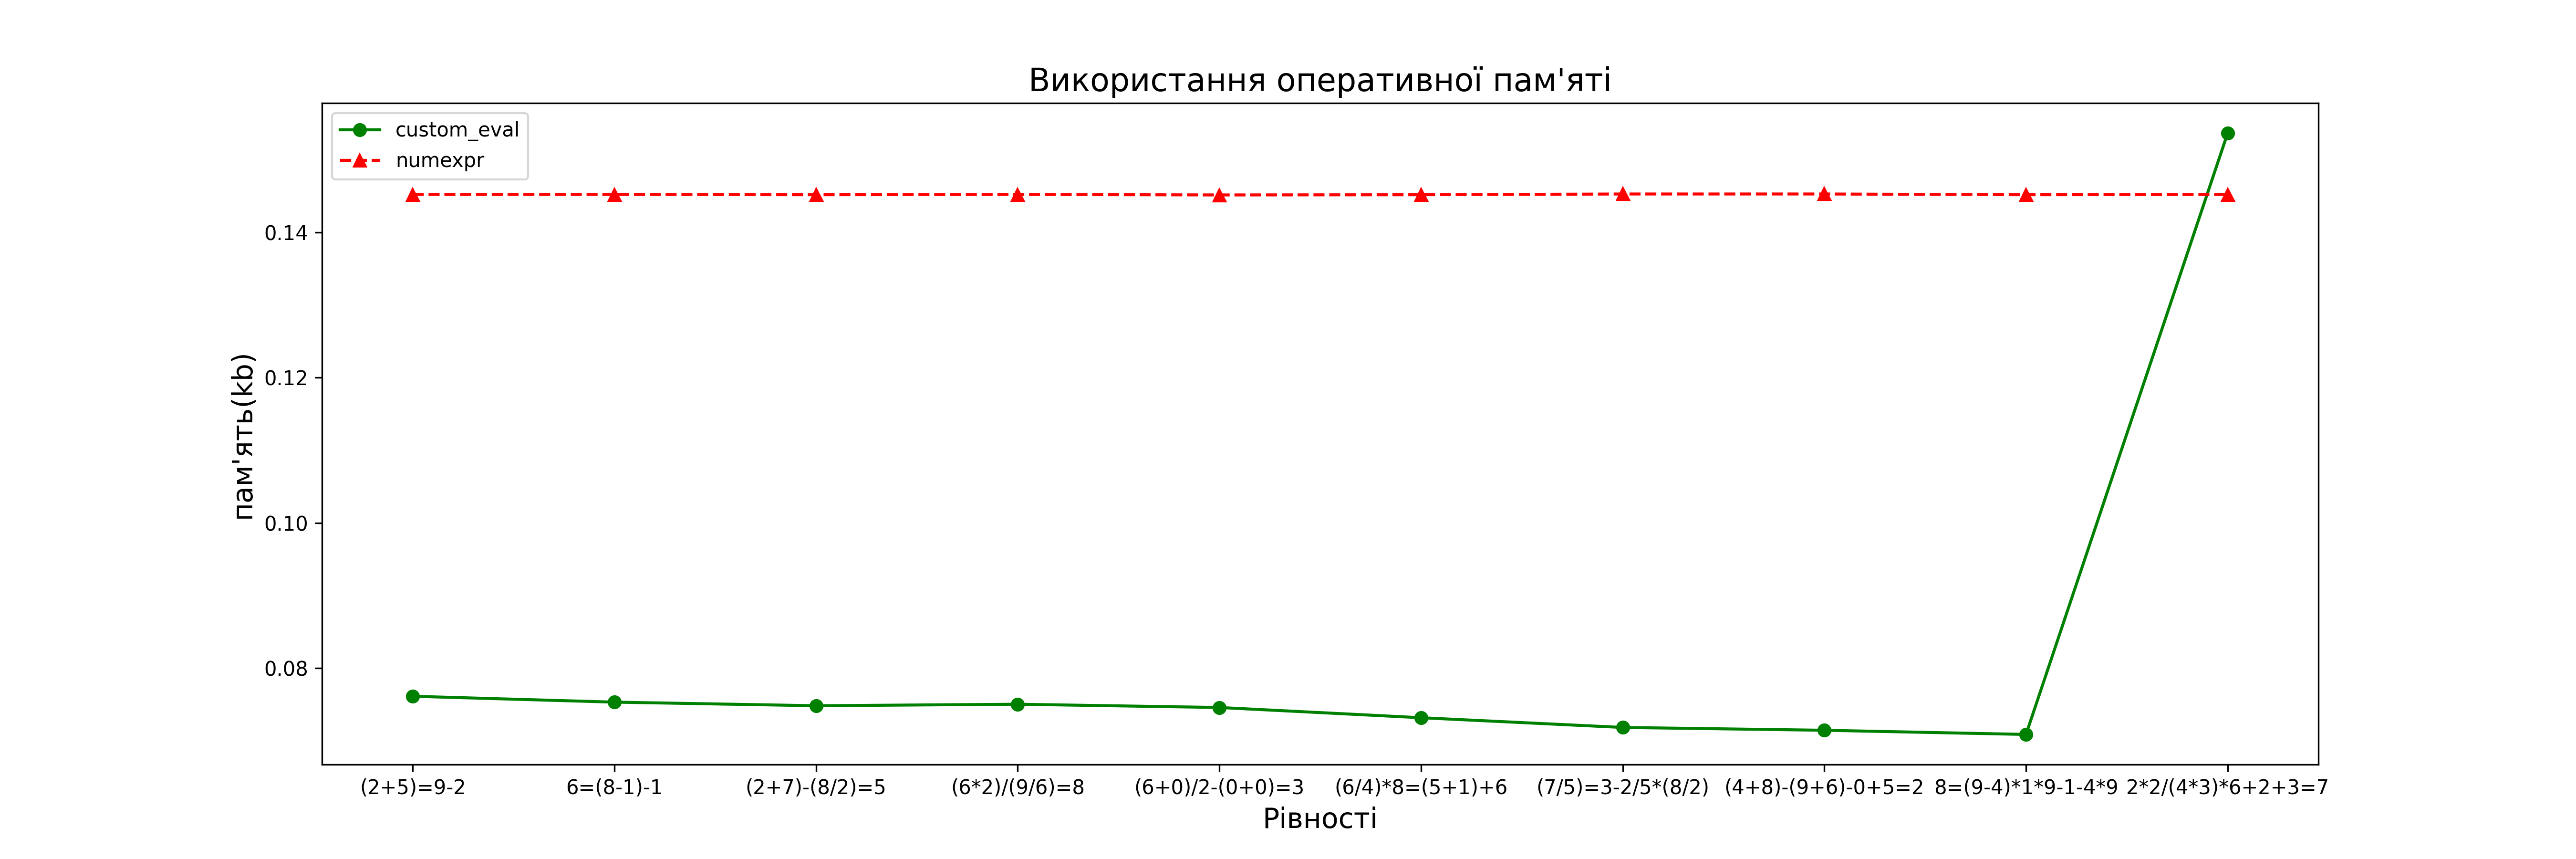 Використання оперативної пам'яті
custom_eval
numexpr
пам'ять(kb)
0.14
0.12
0.10
0.08
(2+5)=9-2
6=(8-1)-1
(2+7)-(8/2)=5
(6*2)/(9/6)=8
(6+0)/2-(0+0)=3
(6/4)*8=(5+1)+6
(7/5)=3-2/5*(8/2)
(4+8)-(9+6)-0+5=2
8=(9-4)*1*9-1-4*9
2*2/(4*3)*6+2+3=7
Рівності